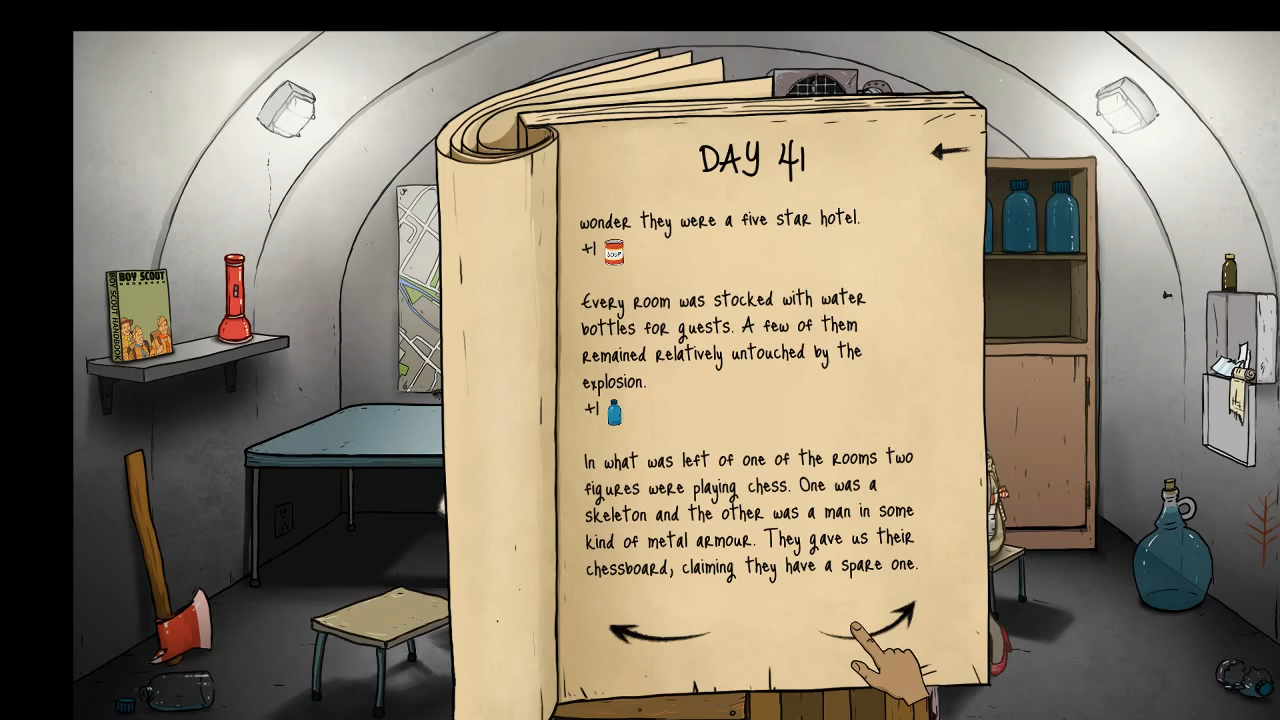 DAY 41
wonder they were a five star hotel.
+1
SOUP
Every room was stocked with water
bottles for guests. A few of them
remained relatively untouched by the
explosion.
+1
In what was left of one of the rooms two
figures were playing chess. One was a
skeleton and the other was a man in some
kind of metal armour. They gave us their
chessboard, claiming they have a spare one.
BOY SCOUT
HANDBOOK
BOY SCOUT HANDBOOK